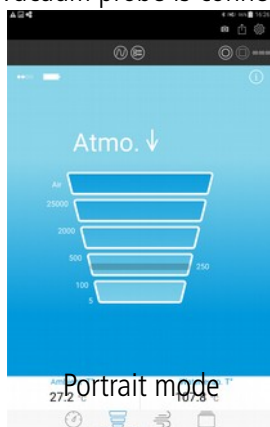 Vacuum probe is conne
16:26
Atmo. ↓
Air
25000
2000
500
250
100
5
27.2 °C
107.8 °C
Portrait mode